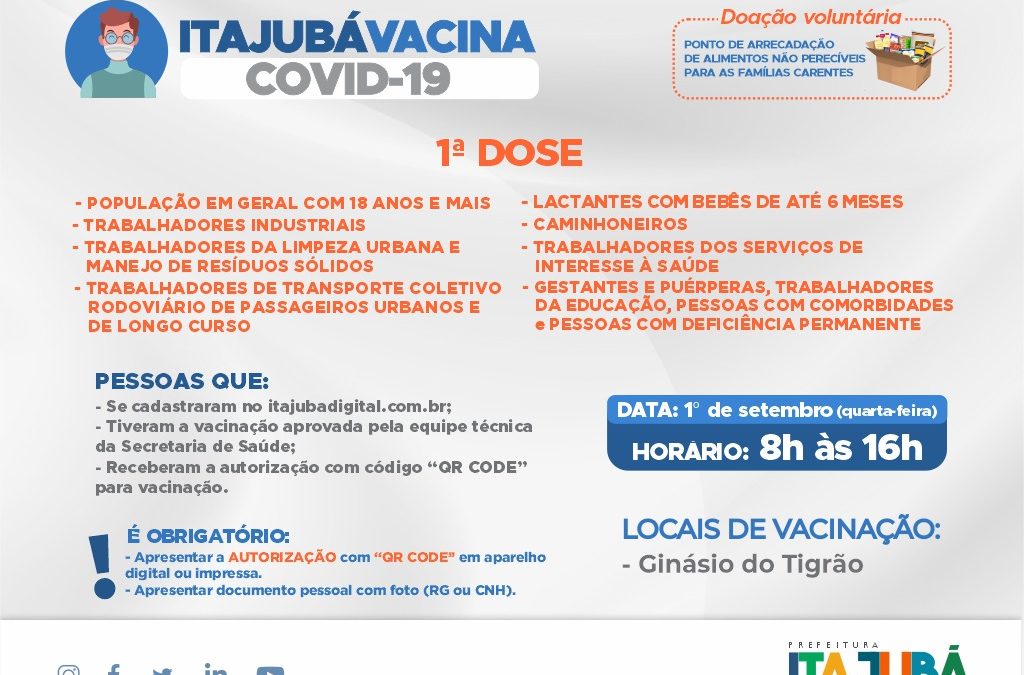 ITAJUBÁVACINA
COVID-19
Doação voluntária
PONTO DE ARRECADAÇÃO
DE ALIMENTOS NÃO PERECÍVEIS
PARA AS FAMÍLIAS CARENTES
1ª DOSE
- POPULAÇÃO EM GERAL COM 18 ANOS E MAIS
- TRABALHADORES INDUSTRIAIS
- TRABALHADORES DA LIMPEZA URBANA E
MANEJO DE RESÍDUOS SÓLIDOS
- TRABALHADORES DE TRANSPORTE COLETIVO
RODOVIÁRIO DE PASSAGEIROS URBANOS E
DE LONGO CURSO
- LACTANTES COM BEBÊS DE ATÉ 6 MESES
- CAMINHONEIROS
- TRABALHADORES DOS SERVIÇOS DE
INTERESSE À SAÚDE
- GESTANTES E PUÉRPERAS, TRABALHADORES
DA EDUCAÇÃO, PESSOAS COM COMORBIDADES
e PESSOAS COM DEFICIÊNCIA PERMANENTE
PESSOAS QUE:
- Se cadastraram no itajubadigital.com.br;
- Tiveram a vacinação aprovada pela equipe técnica
da Secretaria de Saúde;
- Receberam a autorização com código “QR CODE”
para vacinação.
É OBRIGATÓRIO:
- Apresentar a AUTORIZAÇÃO com “QR CODE” em aparelho
digital ou impressa.
- Apresentar documento pessoal com foto (RG ou CNH).
DATA: 1° de setembro (quarta-feira)
HORÁRIO: 8h às 16h
LOCAIS DE VACINAÇÃO:
- Ginásio do Tigrão
PREFEITURA
ITAJUBÁ